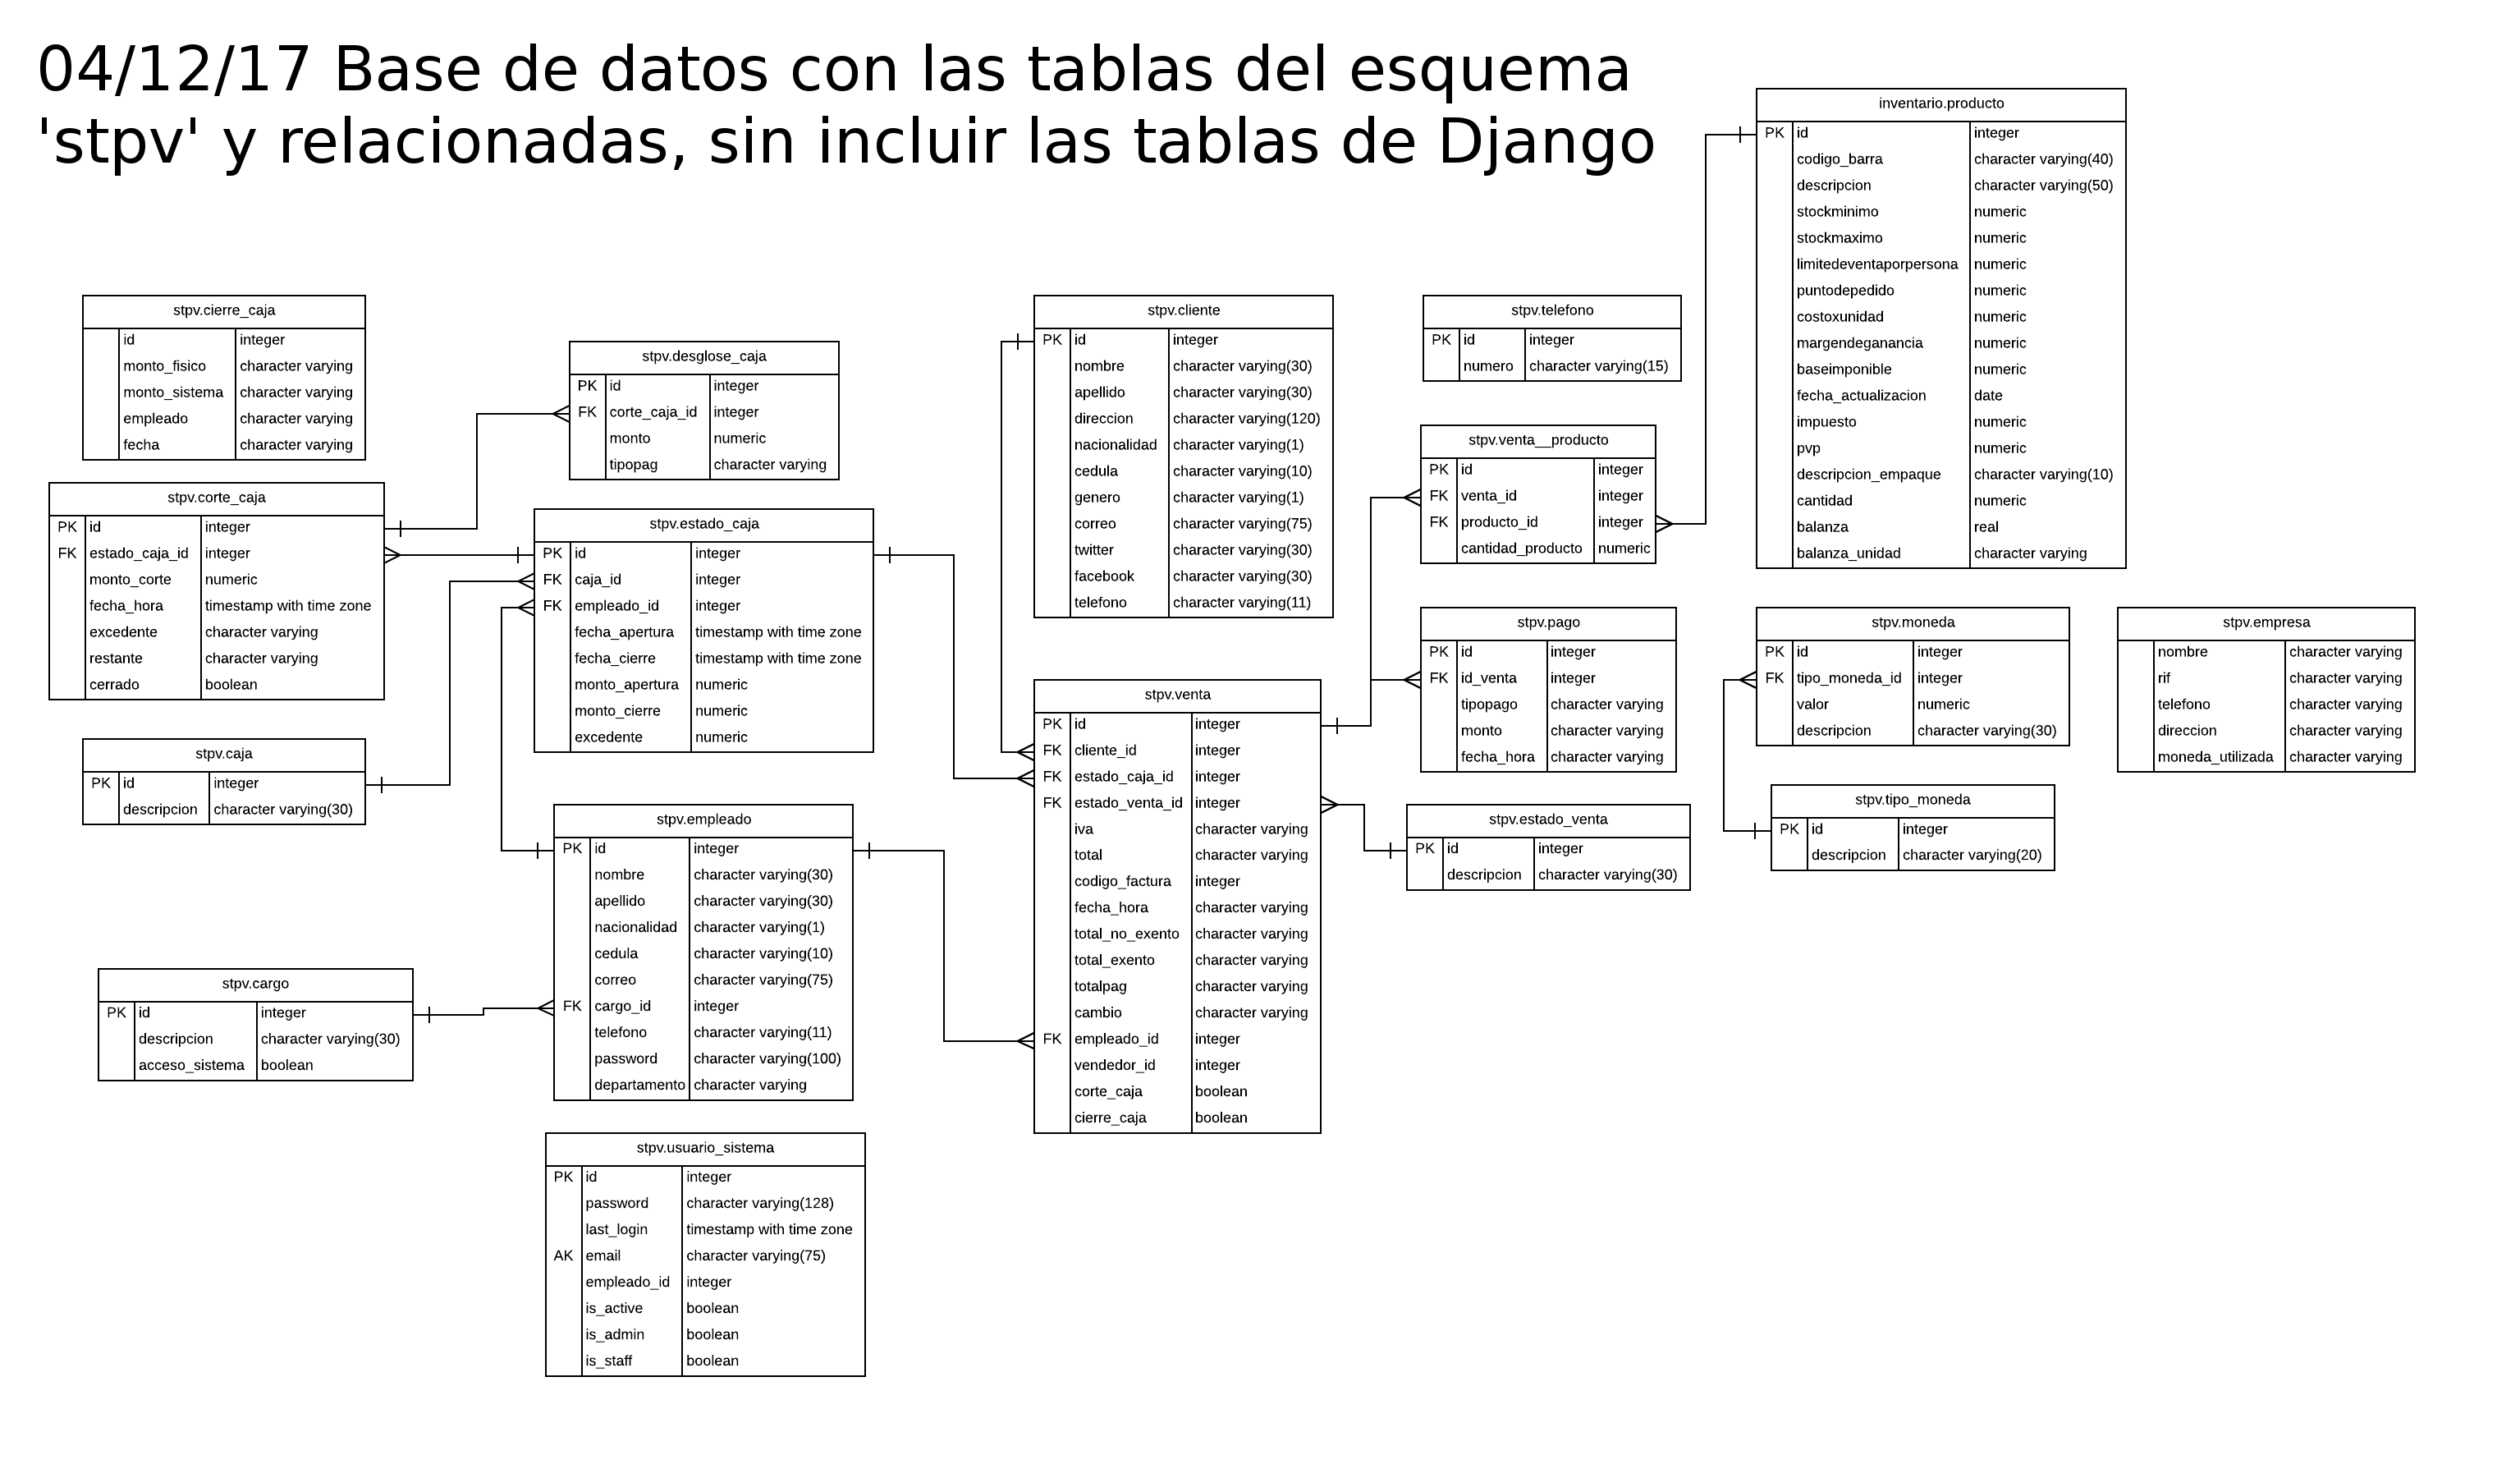 04/12/17 Base de datos con las tablas del esquema
'stpv' y relacionadas, sin incluir las tablas de Django
inventario.producto
PK id integer
codigo_barra character varying(40)
descripcion character varying(50)
stockminimo numeric
stockmaximo numeric
limitedeventaporpersona numeric
puntodepedido numeric
costoxunidad numeric
margendeganancia numeric
baseimponible numeric
fecha_actualizacion date
impuesto numeric
pvp numeric
descripcion_empaque character varying(10)
cantidad numeric
balanza real
balanza_unidad character varying
stpv.cierre_caja
id integer
monto_fisico character varying
monto_sistema character varying
empleado character varying
fecha character varying
stpv.desglose_caja
PK id integer
FK corte_caja_id integer
monto numeric
tipopag character varying
stpv.cliente
PK id integer
nombre character varying(30)
apellido character varying(30)
direccion character varying(120)
nacionalidad character varying(1)
cedula character varying(10)
genero character varying(1)
correo character varying(75)
twitter character varying(30)
facebook character varying(30)
telefono character varying(11)
stpv.telefono
PK id integer
numero character varying(15)
stpv.venta__producto
PK id integer
FK venta_id integer
FK producto_id integer
cantidad_producto numeric
stpv.corte_caja
PK id integer
FK estado_caja_id integer
monto_corte numeric
fecha_hora timestamp with time zone
excedente character varying
restante character varying
cerrado boolean
stpv.estado_caja
PK id integer
FK caja_id integer
FK empleado_id integer
fecha_apertura timestamp with time zone
fecha_cierre timestamp with time zone
monto_apertura numeric
monto_cierre numeric
excedente numeric
stpv.pago
PK id integer
FK id_venta integer
tipopago character varying
monto character varying
fecha_hora character varying
stpv.moneda
PK id integer
FK tipo_moneda_id integer
valor numeric
descripcion character varying(30)
stpv.empresa
nombre character varying
rif character varying
telefono character varying
direccion character varying
moneda_utilizada character varying
stpv.caja
PK id integer
descripcion character varying(30)
stpv.venta
PK id integer
FK cliente_id integer
FK estado_caja_id integer
FK estado_venta_id integer
iva character varying
total character varying
codigo_factura integer
fecha_hora character varying
total_no_exento character varying
total_exento character varying
totalpag character varying
cambio character varying
FK empleado_id integer
vendedor_id integer
corte_caja boolean
cierre_caja boolean
stpv.tipo_moneda
PK id integer
descripcion character varying(20)
stpv.empleado
PK id integer
nombre character varying(30)
apellido character varying(30)
nacionalidad character varying(1)
cedula character varying(10)
correo character varying(75)
FK cargo_id integer
telefono character varying(11)
password character varying(100)
departamento character varying
stpv.estado_venta
PK id integer
descripcion character varying(30)
stpv.cargo
PK id integer
descripcion character varying(30)
acceso_sistema boolean
stpv.usuario_sistema
PK id integer
password character varying(128)
last_login timestamp with time zone
AK email character varying(75)
empleado_id integer
is_active boolean
is_admin boolean
is_staff boolean